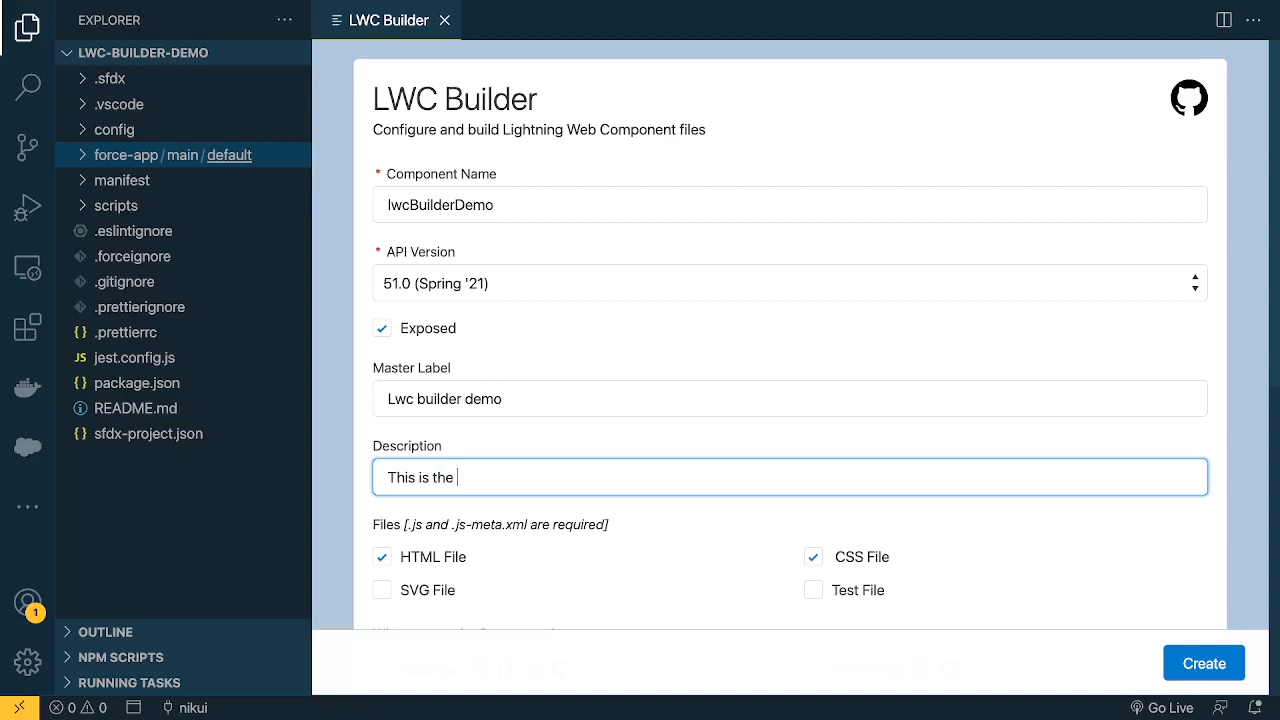 EXPLORER
LWC Builder
LWC-BUILDER-DEMO
.sfdx
.vscode
config
force-app/main/default
manifest
scripts
.eslintignore
.forceignore
.gitignore
.prettierignore
{} .prettierrc
JS jest.config.js
{} package.json
README.md
{} sfdx-project.json
OUTLINE
NPM SCRIPTS
RUNNING TASKS
1
LWC Builder
Configure and build Lightning Web Component files
* Component Name
lwcBuilderDemo
* API Version
51.0 (Spring '21)
Exposed
Master Label
Lwc builder demo
Description
This is the
Files [.js and .js-meta.xml are required]
HTML File
CSS File
SVG File
Test File
Create
0 0
nikui
Go Live